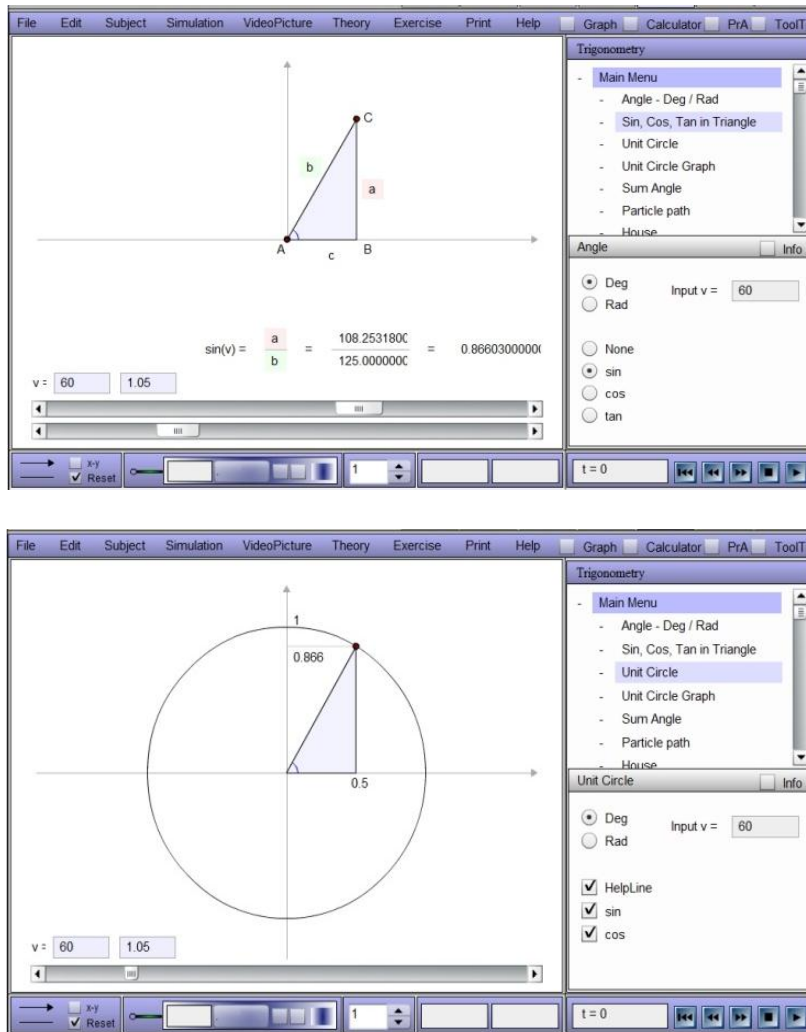 File Edit Subject Simulation VideoPicture Theory Exercise Print Help Graph Calculator PrA ToolT
Trigonometry
- Main Menu
- Angle - Deg / Rad
- Sin, Cos, Tan in Triangle
- Unit Circle
- Unit Circle Graph
- Sum Angle
- Particle path
- House
C
b
a
A
c
B
Angle Info
Deg Input v = 60
Rad
None
sin
cos
tan
sin(v) = a / b = 108.2531800 / 125.0000000 = 0.866030000
v = 60 1.05
x-y
Reset
1
t = 0
File Edit Subject Simulation VideoPicture Theory Exercise Print Help Graph Calculator PrA ToolT
Trigonometry
- Main Menu
- Angle - Deg / Rad
- Sin, Cos, Tan in Triangle
- Unit Circle
- Unit Circle Graph
- Sum Angle
- Particle path
- House
1
0.866
0.5
Unit Circle Info
Deg Input v = 60
Rad
HelpLine
sin
cos
v = 60 1.05
x-y
Reset
1
t = 0